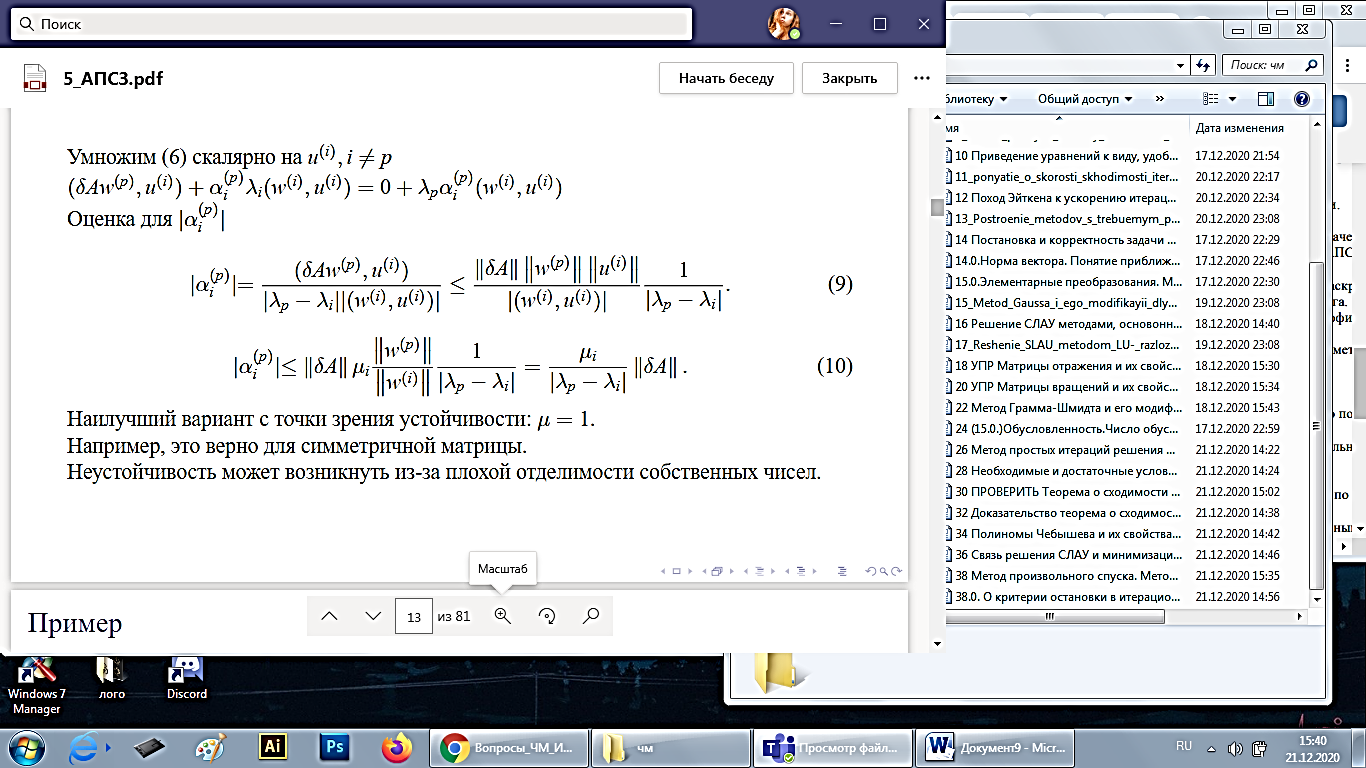 Поиск
5_АПСЗ.pdf
Начать беседу
Закрыть
Умножим (6) скалярно на u^(i), i ≠ p
(δAw^(p), u^(i)) + α_i^(p) λ_i(w^(i), u^(i)) = 0 + λ_p α_i^(p) (w^(i), u^(i))
Оценка для |α_i^(p)|
|α_i^(p)| = (δAw^(p), u^(i)) / |λ_p − λ_i||(w^(i), u^(i))| ≤ ‖δA‖ ‖w^(p)‖ ‖u^(i)‖ / |(w^(i), u^(i))| 1 / |λ_p − λ_i|. (9)
|α_i^(p)| ≤ ‖δA‖ μ_i ‖w^(p)‖ / ‖w^(i)‖ 1 / |λ_p − λ_i| = μ_i / |λ_p − λ_i| ‖δA‖ . (10)
Наилучший вариант с точки зрения устойчивости: μ = 1.
Например, это верно для симметричной матрицы.
Неустойчивость может возникнуть из-за плохой отделимости собственных чисел.
Масштаб
13 из 81
Пример
Поиск: чм
блиотеку
Общий доступ
»
мя
Дата изменения
10 Приведение уравнений к виду, удоб... 17.12.2020 21:54
11_ponyatie_o_skorosti_skhodimosti_iter... 20.12.2020 22:17
12 Поход Эйткена к ускорению итерац... 20.12.2020 22:34
13_Postroenie_metodov_s_trebuemym_p... 20.12.2020 23:08
14 Постановка и корректность задачи ... 17.12.2020 22:29
14.0.Норма вектора. Понятие приближ... 17.12.2020 22:46
15.0.Элементарные преобразования. М... 17.12.2020 22:30
15_Metod_Gaussa_i_ego_modifikayii_dly... 19.12.2020 23:08
16 Решение СЛАУ методами, основонн... 18.12.2020 14:40
17_Reshenie_SLAU_metodom_LU-_razloz... 19.12.2020 23:08
18 УПР Матрицы отражения и их свойс... 18.12.2020 15:30
20 УПР Матрицы вращений и их свойс... 18.12.2020 15:34
22 Метод Грамма-Шмидта и его модиф... 18.12.2020 15:43
24 (15.0.)Обусловленность.Число обус... 17.12.2020 22:59
26 Метод простых итераций решения ... 21.12.2020 14:22
28 Необходимые и достаточные услов... 21.12.2020 14:24
30 ПРОВЕРИТЬ Теорема о сходимости ... 21.12.2020 15:02
32 Доказательство теорема о сходимос... 21.12.2020 14:38
34 Полиномы Чебышева и их свойства... 21.12.2020 14:42
36 Связь решения СЛАУ и минимизаци... 21.12.2020 14:46
38 Метод произвольного спуска. Мето... 21.12.2020 15:35
38.0. О критерии остановки в итерацио... 21.12.2020 14:56
Windows 7
Manager
лого
Discord
Ai
Ps
Вопросы_ЧМ_И...
чм
Просмотр файл...
Документ9 - Micr...
RU
15:40
21.12.2020